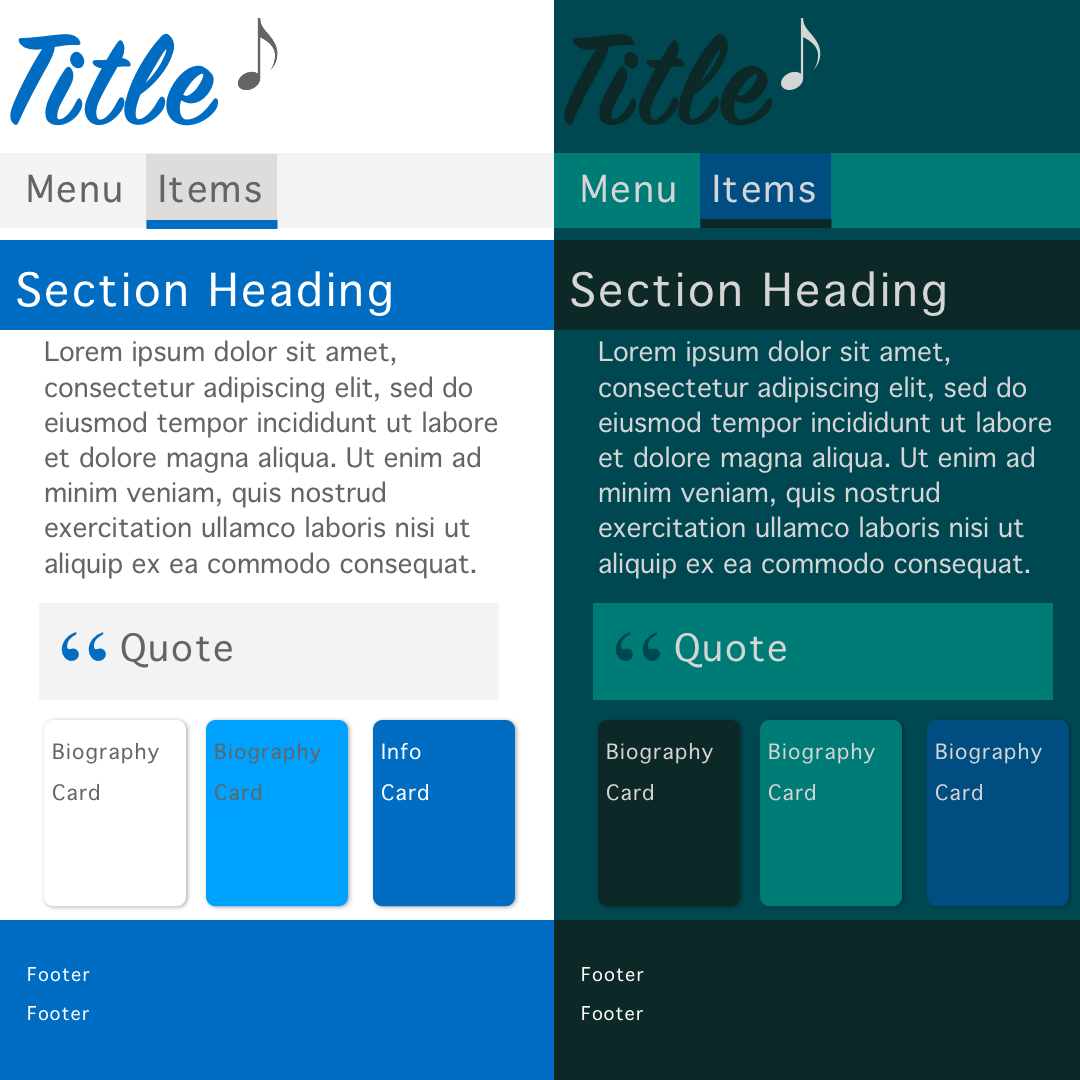 Title
Menu Items
Section Heading
Lorem ipsum dolor sit amet,
consectetur adipiscing elit, sed do
eiusmod tempor incididunt ut labore
et dolore magna aliqua. Ut enim ad
minim veniam, quis nostrud
exercitation ullamco laboris nisi ut
aliquip ex ea commodo consequat.
“ Quote
Biography
Card
Biography
Card
Info
Card
Footer
Footer
Title
Menu Items
Section Heading
Lorem ipsum dolor sit amet,
consectetur adipiscing elit, sed do
eiusmod tempor incididunt ut labore
et dolore magna aliqua. Ut enim ad
minim veniam, quis nostrud
exercitation ullamco laboris nisi ut
aliquip ex ea commodo consequat.
“ Quote
Biography
Card
Biography
Card
Biography
Card
Footer
Footer